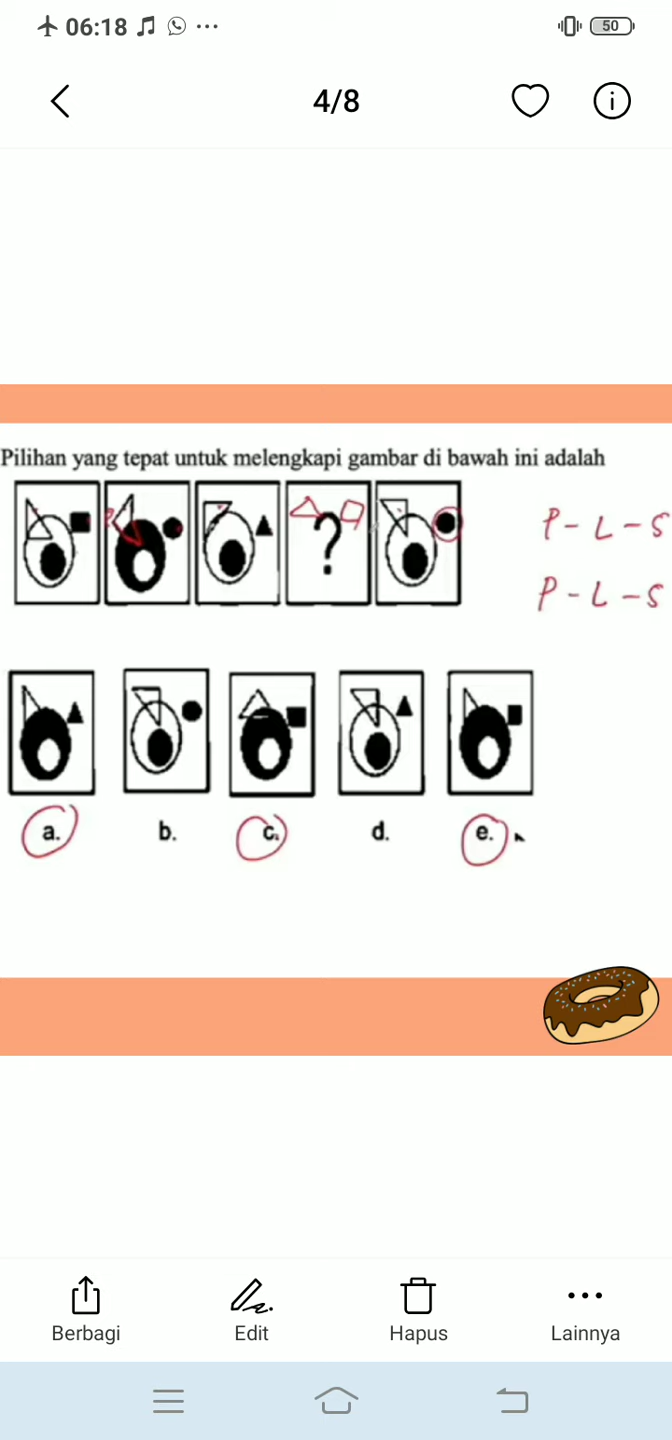 06:18
50
4/8
Pilihan yang tepat untuk melengkapi gambar di bawah ini adalah
?
P - L - S
P - L - S
a. b. c. d. e.
Berbagi Edit Hapus Lainnya